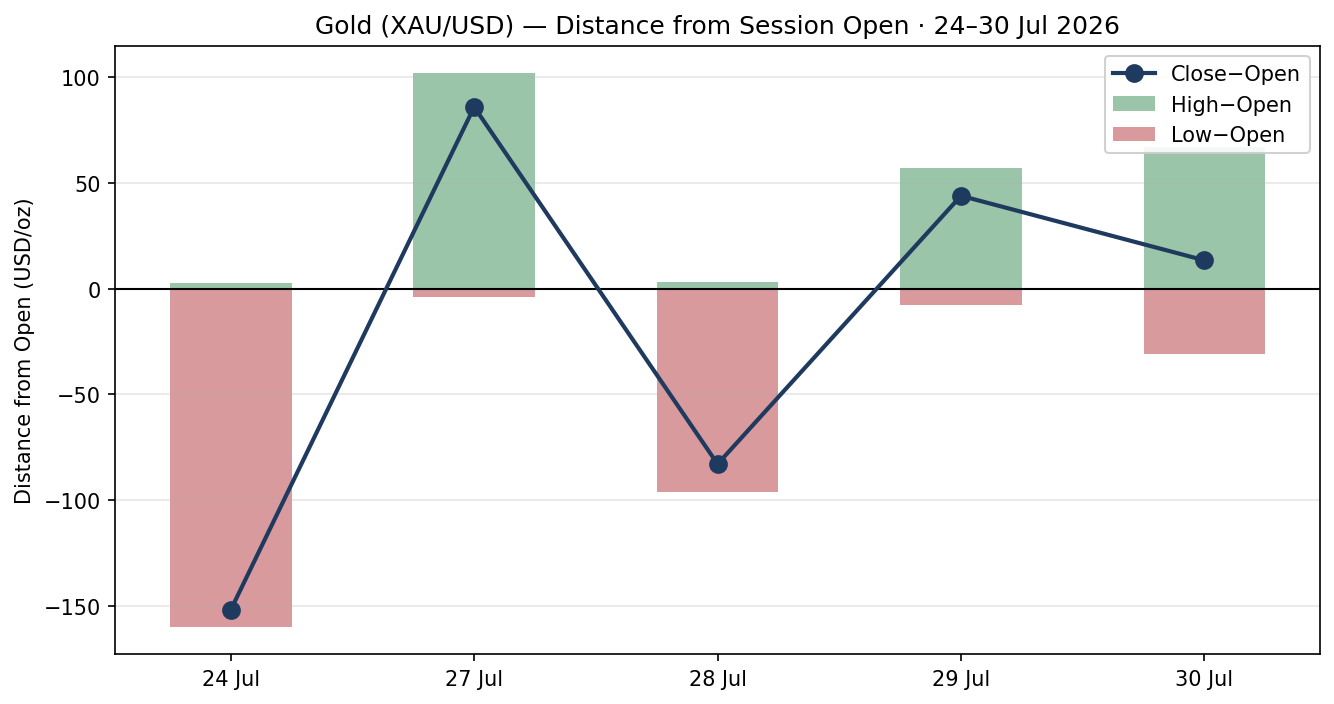 Gold (XAU/USD) — Distance from Session Open · 24–30 Jul 2026
Close−Open
High−Open
Low−Open
Distance from Open (USD/oz)
100
50
0
−50
−100
−150
24 Jul
27 Jul
28 Jul
29 Jul
30 Jul